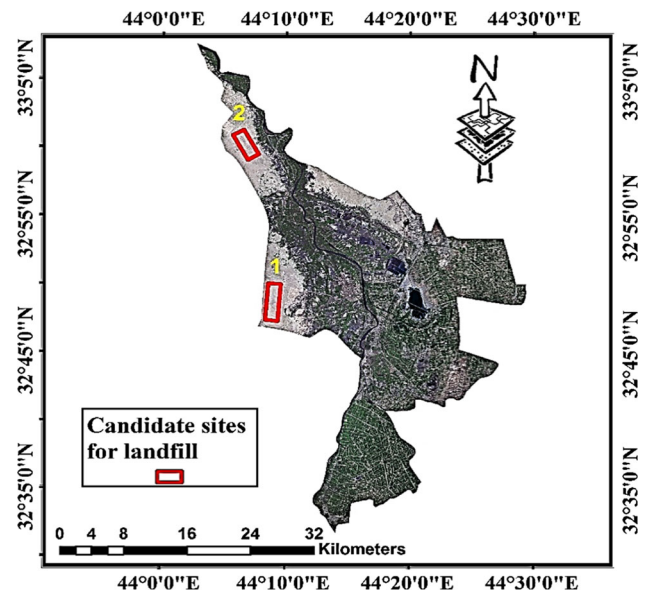 44°0'0"E 44°10'0"E 44°20'0"E 44°30'0"E
N
33°5'0"N 33°5'0"N
2
32°55'0"N 32°55'0"N
1
32°45'0"N 32°45'0"N
Candidate sites
for landfill
32°35'0"N 32°35'0"N
0 4 8 16 24 32
Kilometers
44°0'0"E 44°10'0"E 44°20'0"E 44°30'0"E